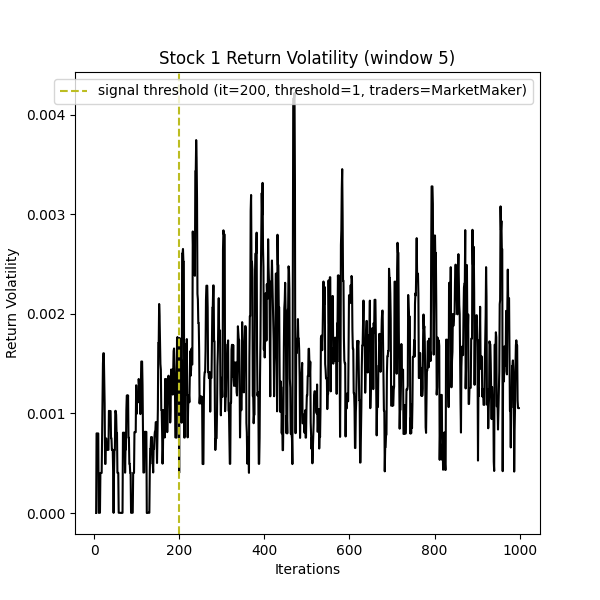 Stock 1 Return Volatility (window 5)
signal threshold (it=200, threshold=1, traders=MarketMaker)
0.004
0.003
0.002
0.001
0.000
Return Volatility
0 200 400 600 800 1000
Iterations